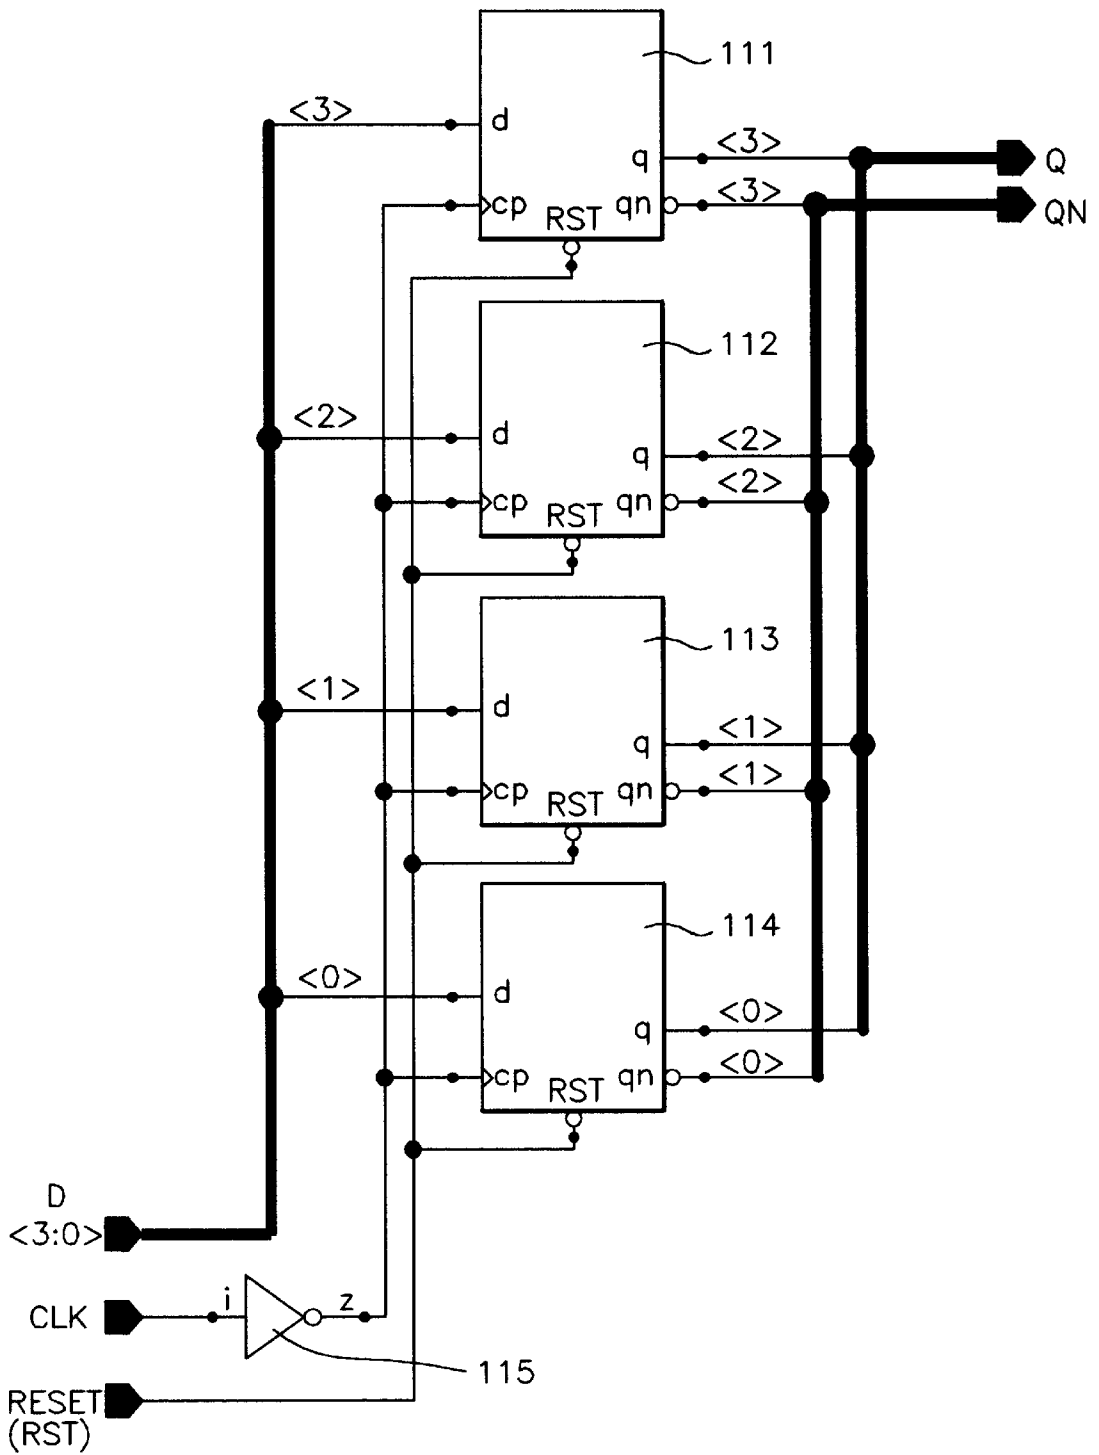 111
<3>
d
q
<3>
Q
<3>
cp
RST
qn
QN
112
<2>
d
q
<2>
<2>
cp
RST
qn
113
<1>
d
q
<1>
<1>
cp
RST
qn
114
<0>
d
q
<0>
<0>
cp
RST
qn
D
<3:0>
CLK
i
z
115
RESET
(RST)